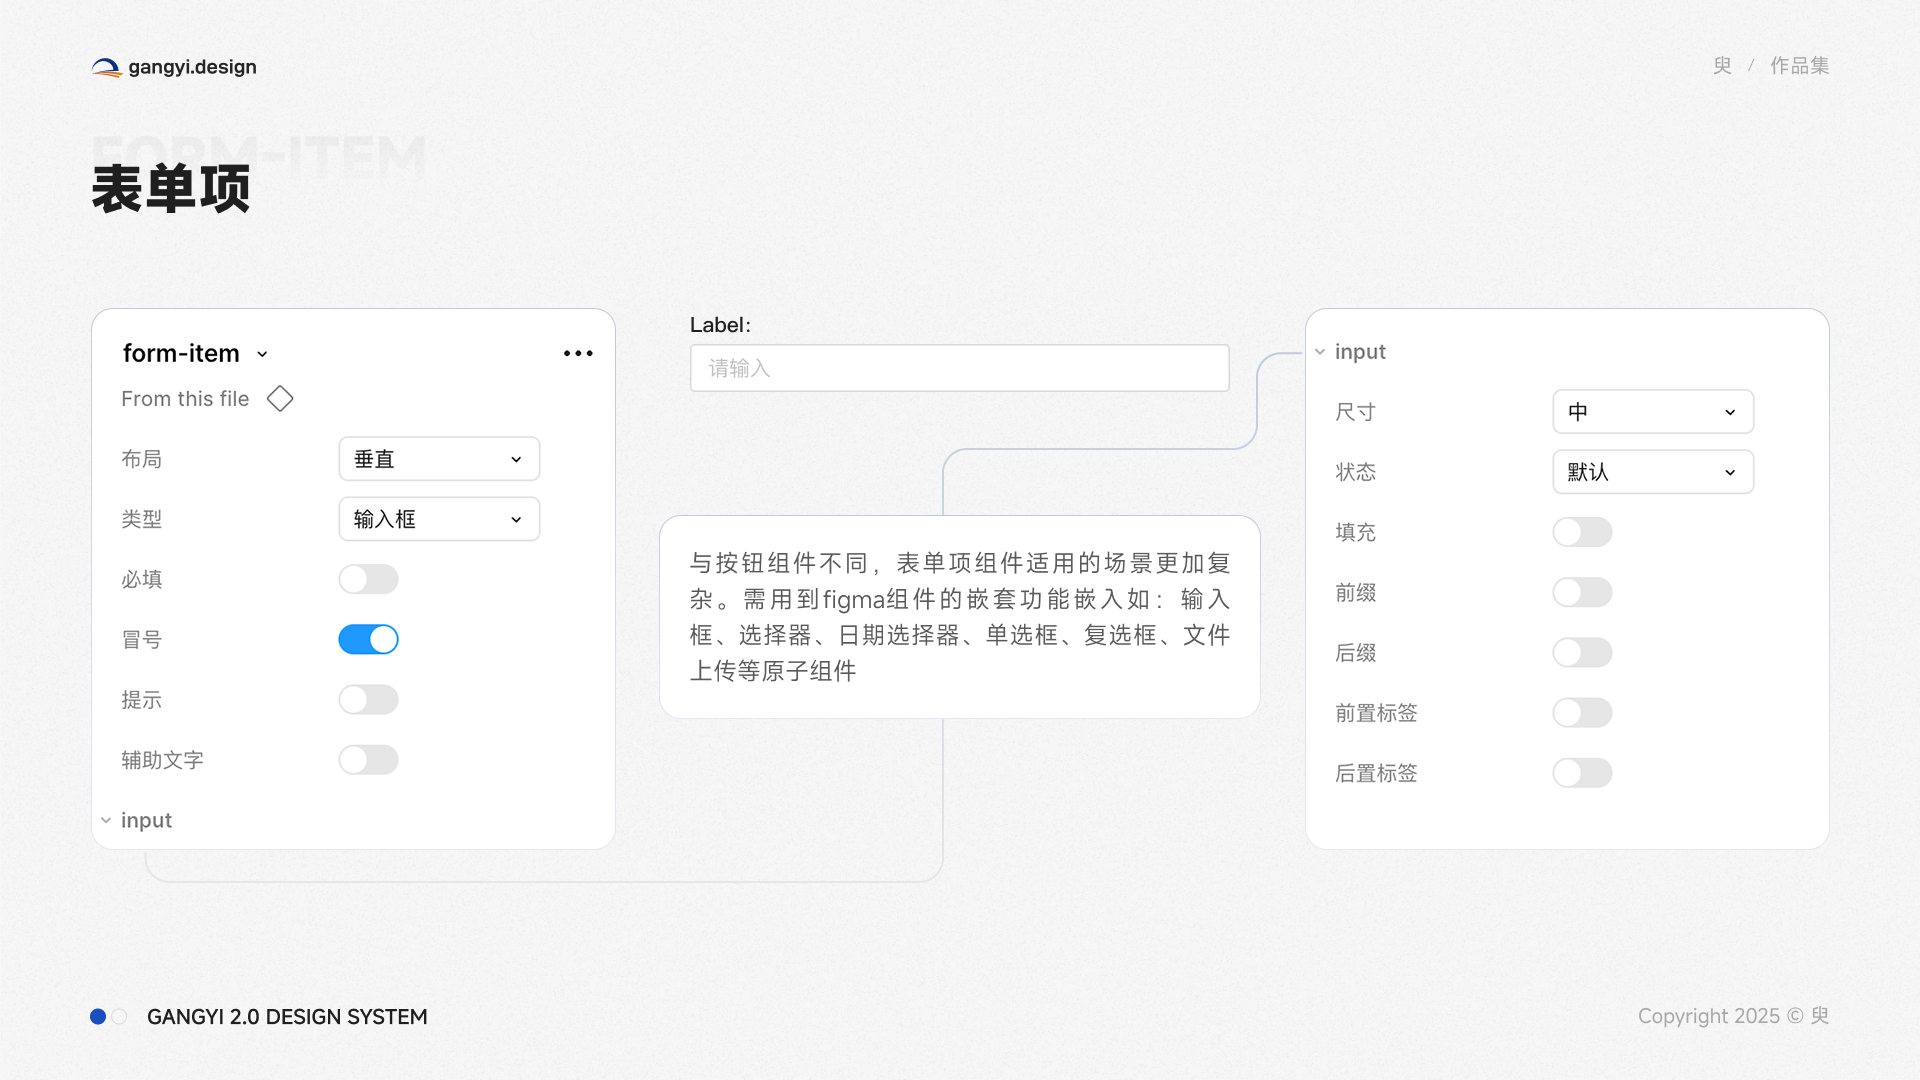 gangyi.design
臾 / 作品集
FORM-ITEM
表单项
form-item
From this file
布局
垂直
类型
输入框
必填
冒号
提示
辅助文字
input
Label:
请输入
与按钮组件不同，表单项组件适用的场景更加复
杂。需用到figma组件的嵌套功能嵌入如：输入
框、选择器、日期选择器、单选框、复选框、文件
上传等原子组件
input
尺寸
中
状态
默认
填充
前缀
后缀
前置标签
后置标签
GANGYI 2.0 DESIGN SYSTEM
Copyright 2025 © 臾